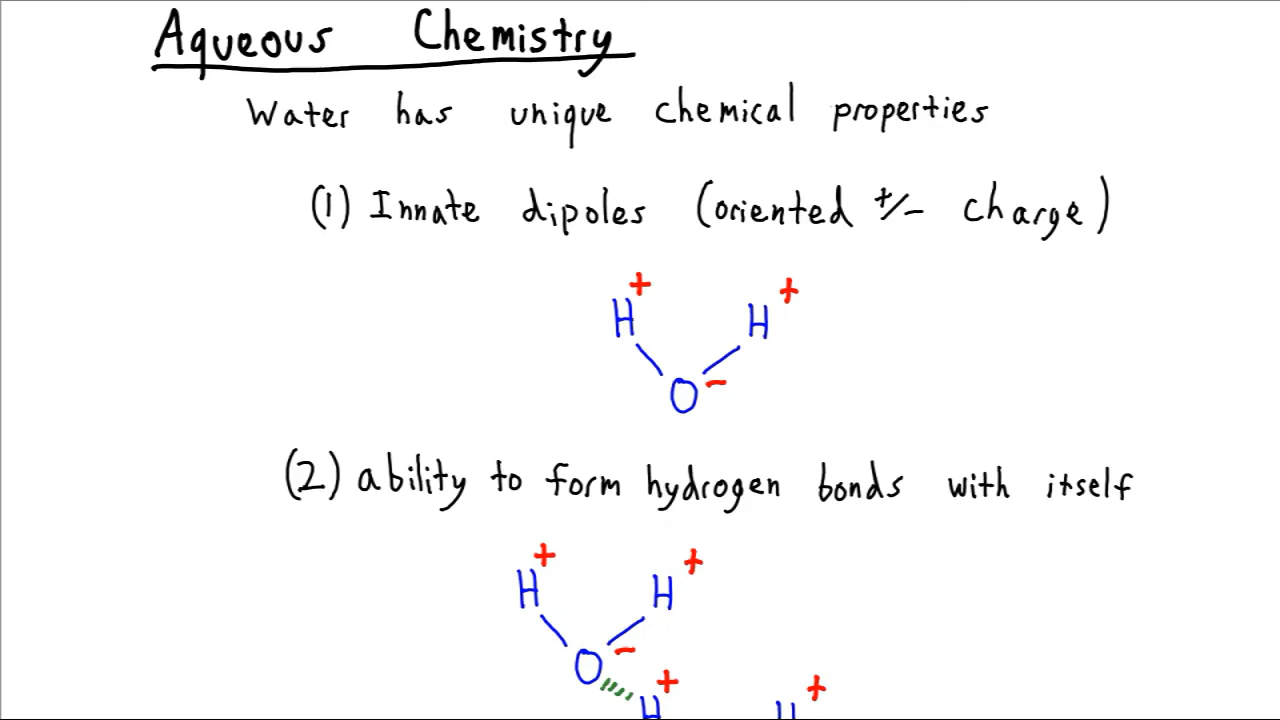 Aqueous Chemistry
Water has unique chemical properties
(1) Innate dipoles (oriented +/- charge)
+ +
H H
O -
(2) ability to form hydrogen bonds with itself
+ +
H H
O -
H + H +